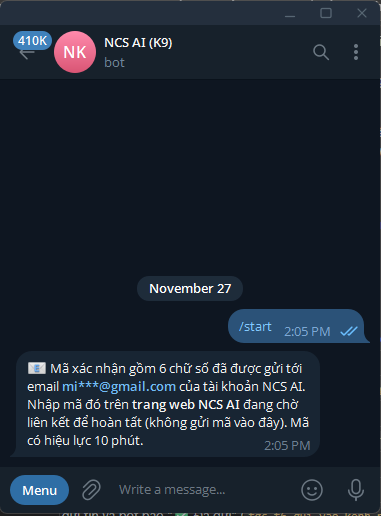 410K
NK
NCS AI (K9)
bot
November 27
/start 2:05 PM
📧 Mã xác nhận gồm 6 chữ số đã được gửi tới
email mi***@gmail.com của tài khoản NCS AI.
Nhập mã đó trên trang web NCS AI đang chờ
liên kết để hoàn tất (không gửi mã vào đây). Mã
có hiệu lực 10 phút.
2:05 PM
Menu
Write a message...